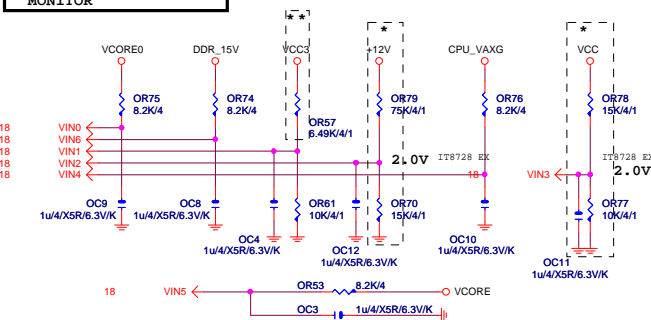 MONITOR
**
*
*
VCORE0
DDR_15V
VCC3
+12V
CPU_VAXG
VCC
OR75
8.2K/4
OR74
8.2K/4
OR57
6.49K/4/1
OR79
75K/4/1
OR76
8.2K/4
OR78
15K/4/1
18 VIN0
18 VIN6
18 VIN1
18 VIN2
18 VIN4
2.0V
IT8728 EX
18
VIN3
IT8728 EX
2.0V
OC9
1u/4/X5R/6.3V/K
OC8
1u/4/X5R/6.3V/K
OC4
1u/4/X5R/6.3V/K
OR61
10K/4/1
OC12
1u/4/X5R/6.3V/K
OR70
15K/4/1
OC10
1u/4/X5R/6.3V/K
OC11
1u/4/X5R/6.3V/K
OR77
10K/4/1
18 VIN5
OR53 8.2K/4
VCORE
OC3 1u/4/X5R/6.3V/K